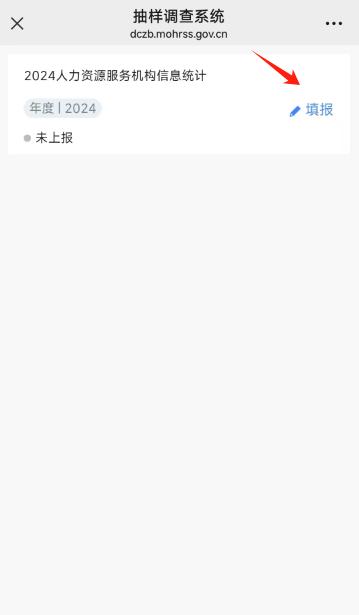 抽样调查系统
dczb.mohrss.gov.cn
2024人力资源服务机构信息统计
年度 | 2024
填报
未上报